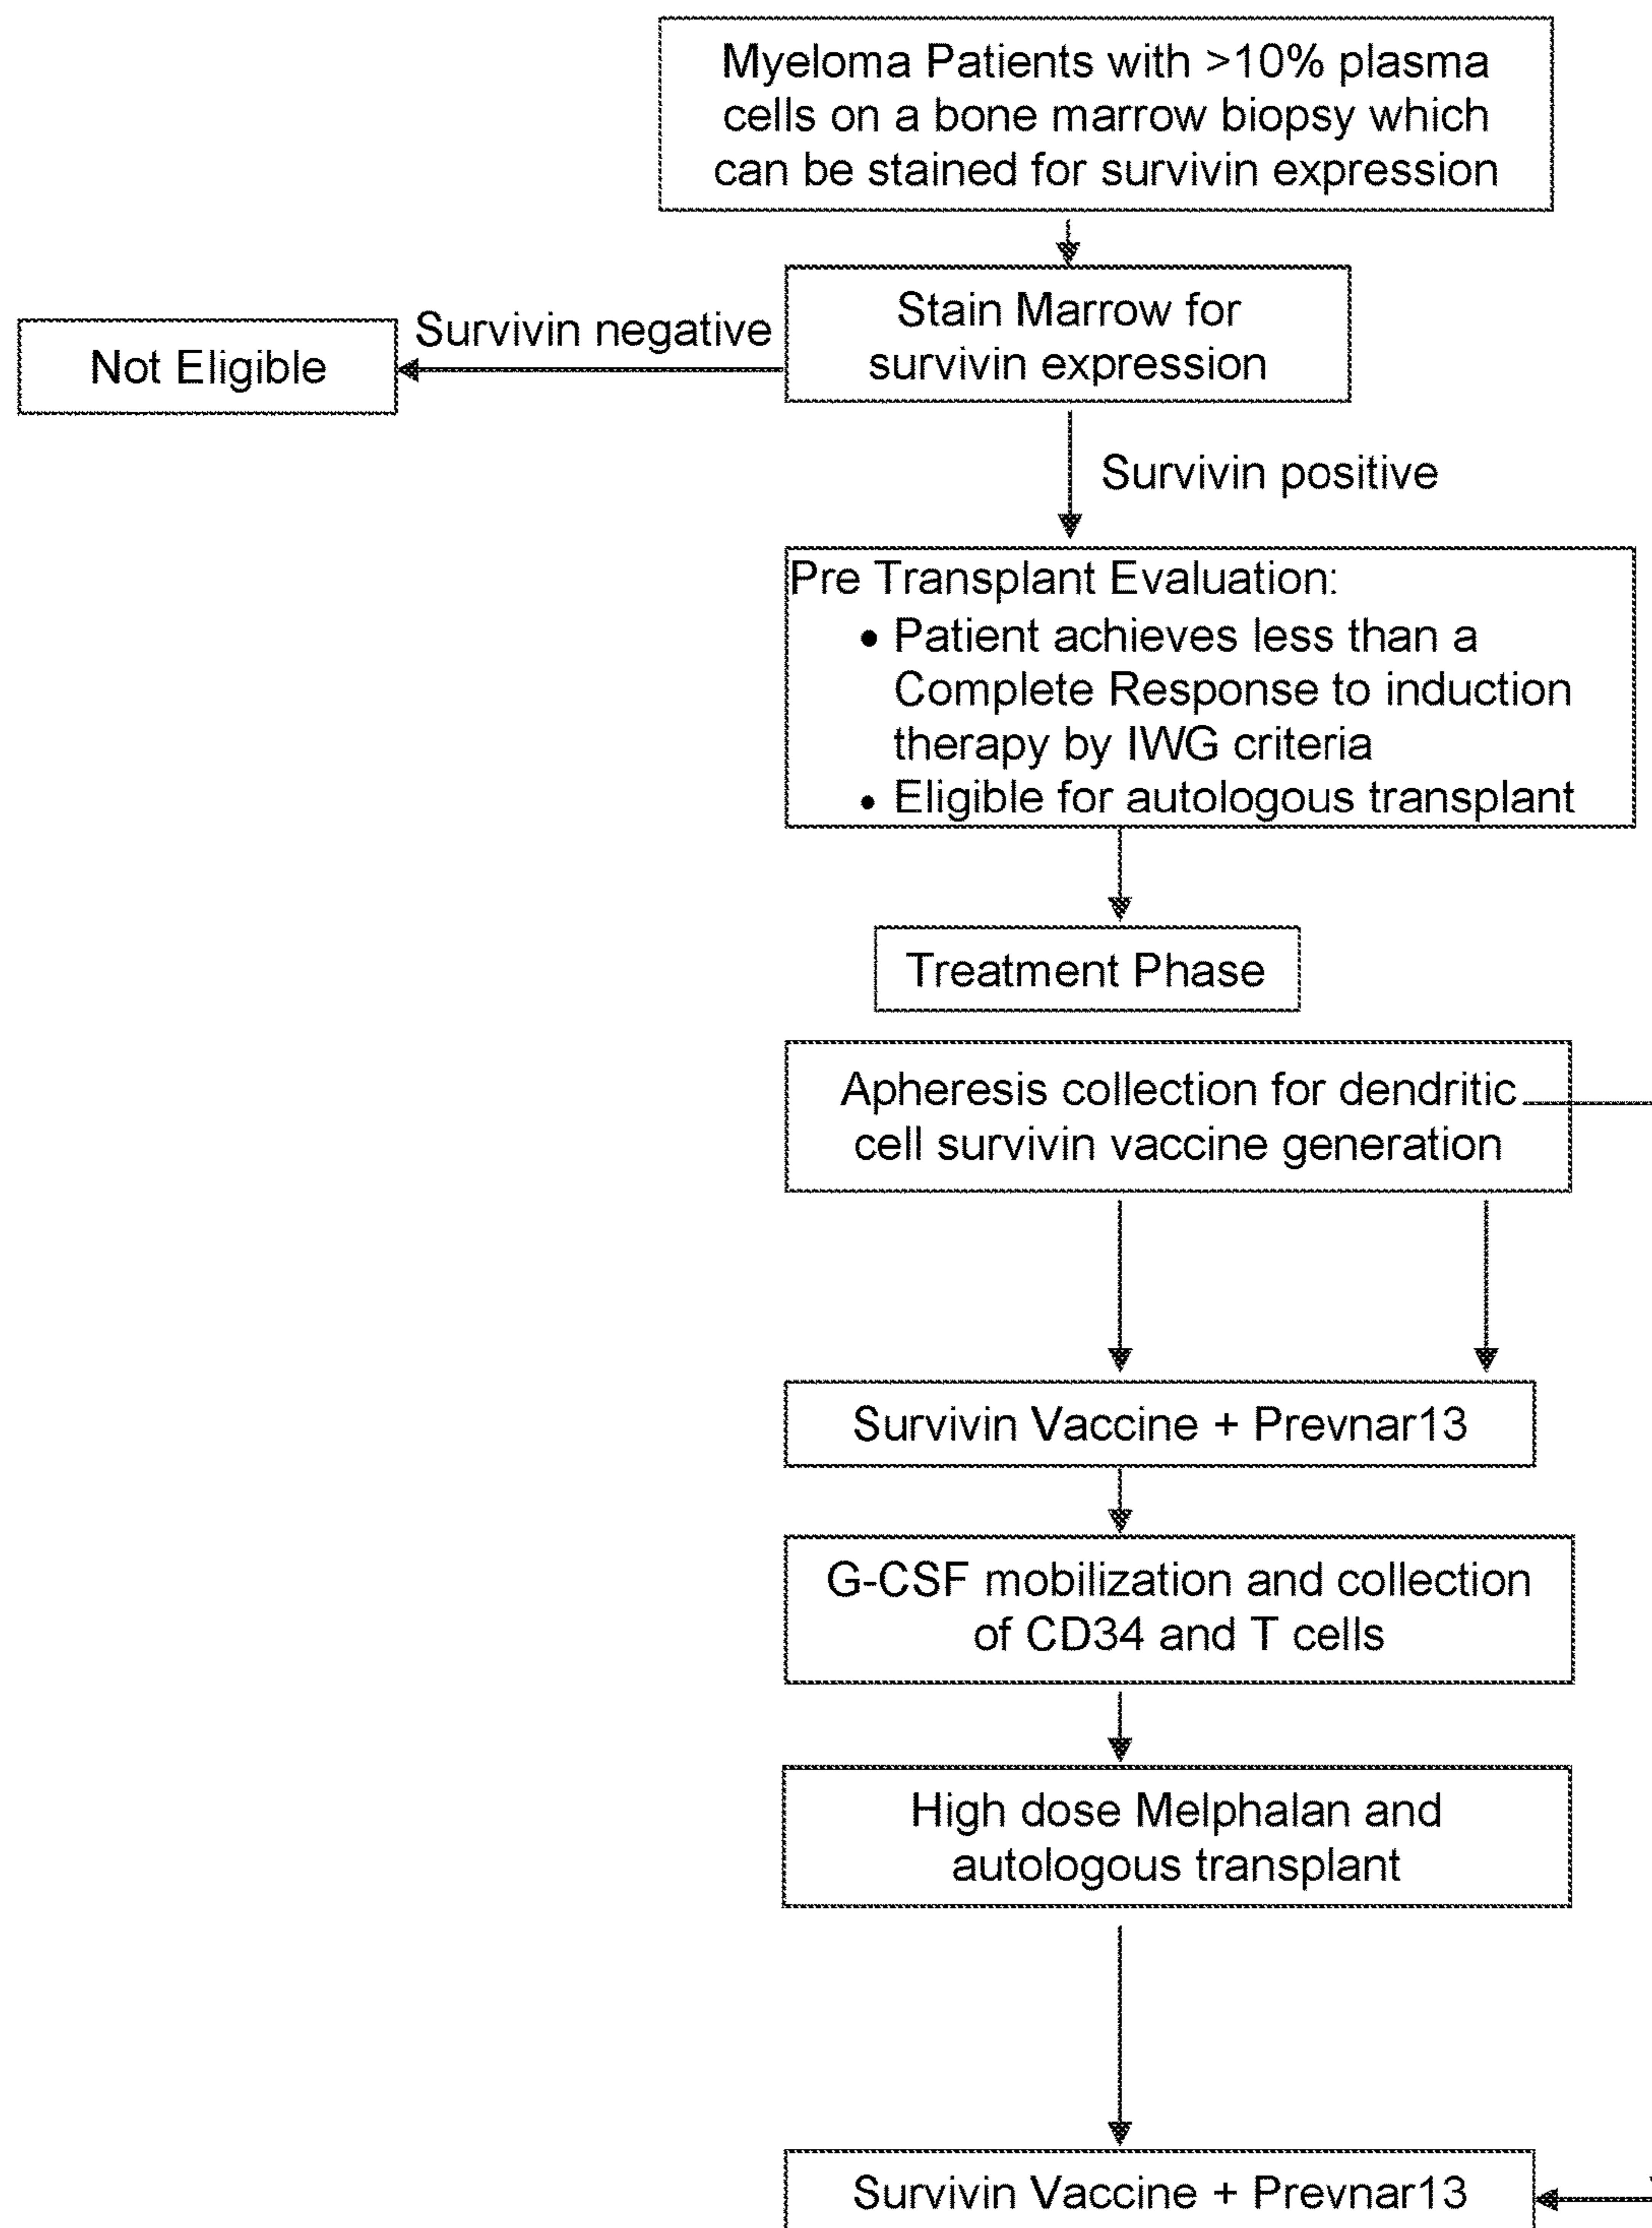 Myeloma Patients with >10% plasma
cells on a bone marrow biopsy which
can be stained for survivin expression
Stain Marrow for
survivin expression
Survivin negative
Not Eligible
Survivin positive
Pre Transplant Evaluation:
• Patient achieves less than a
Complete Response to induction
therapy by IWG criteria
• Eligible for autologous transplant
Treatment Phase
Apheresis collection for dendritic
cell survivin vaccine generation
Survivin Vaccine + Prevnar13
G-CSF mobilization and collection
of CD34 and T cells
High dose Melphalan and
autologous transplant
Survivin Vaccine + Prevnar13